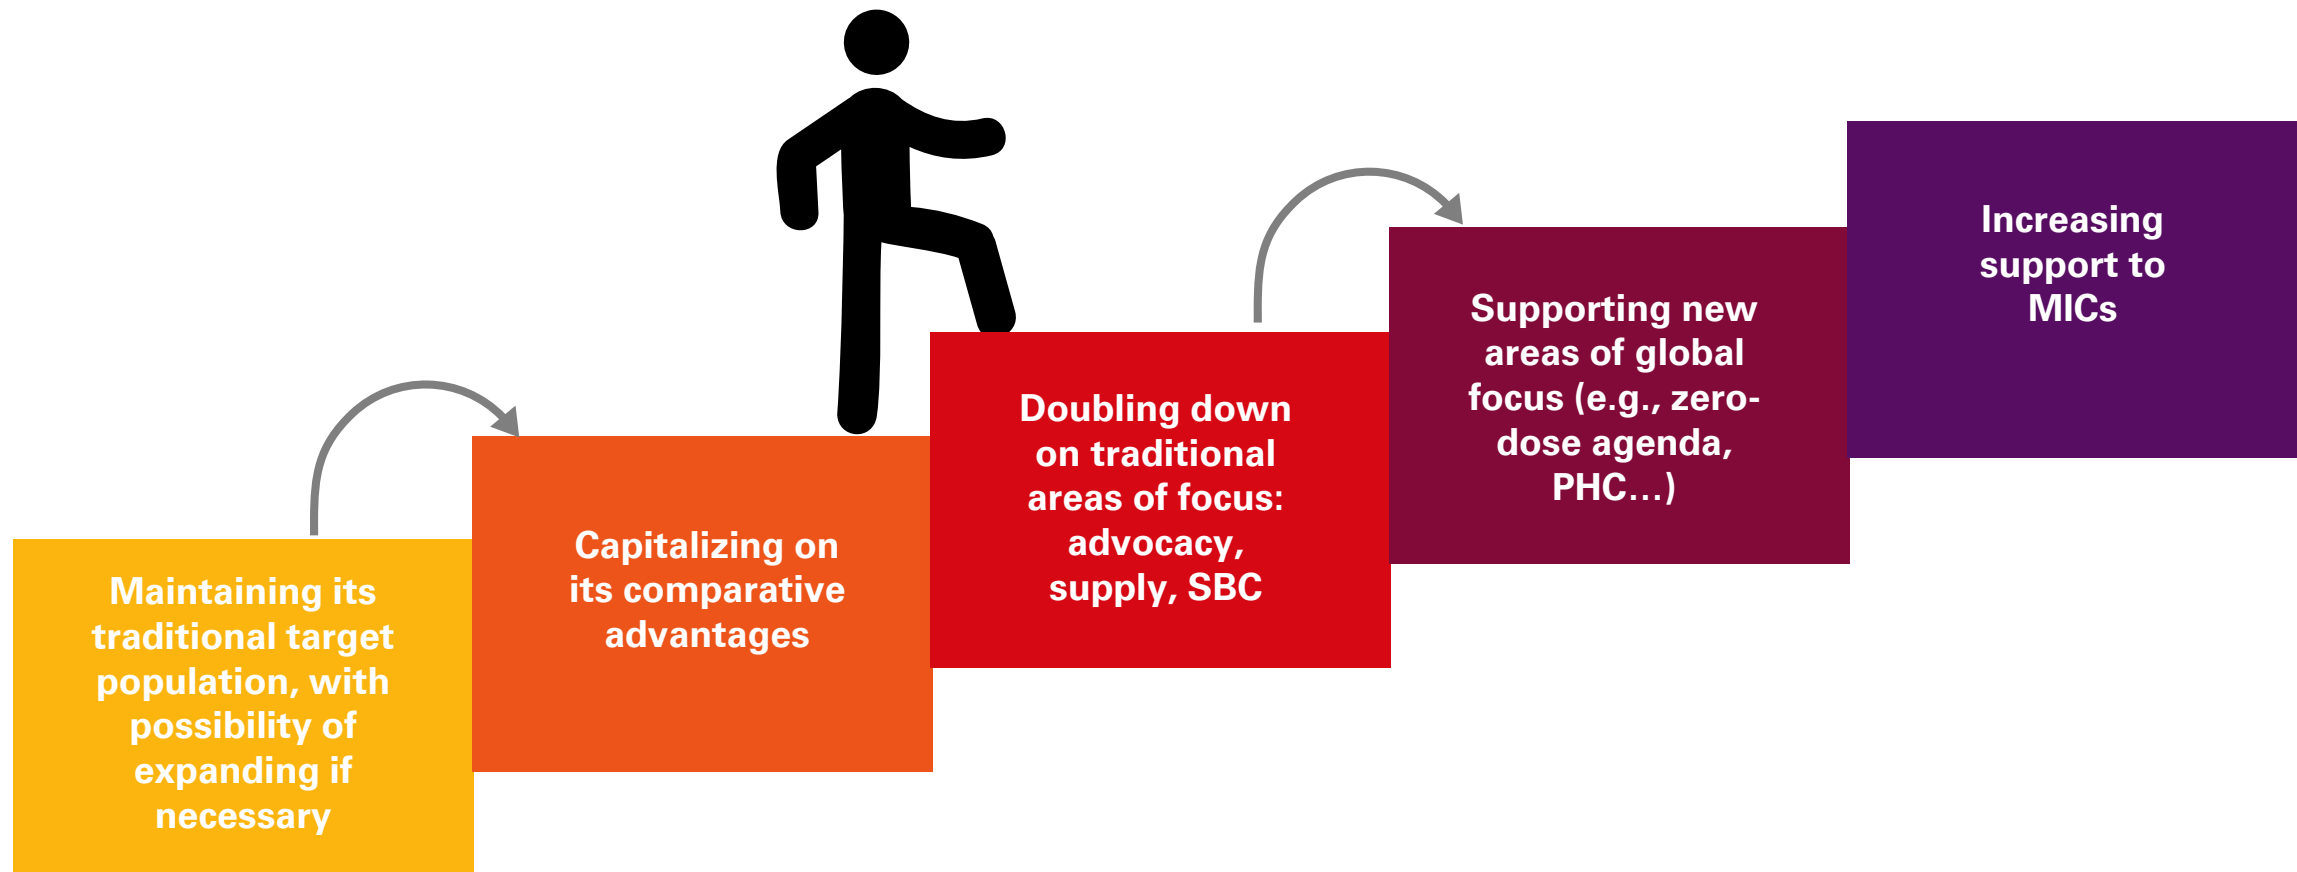 Maintaining its
traditional target
population, with
possibility of
expanding if
necessary
Capitalizing on
its comparative
advantages
Doubling down
on traditional
areas of focus:
advocacy,
supply, SBC
Supporting new
areas of global
focus (e.g., zero-
dose agenda,
PHC…)
Increasing
support to
MICs